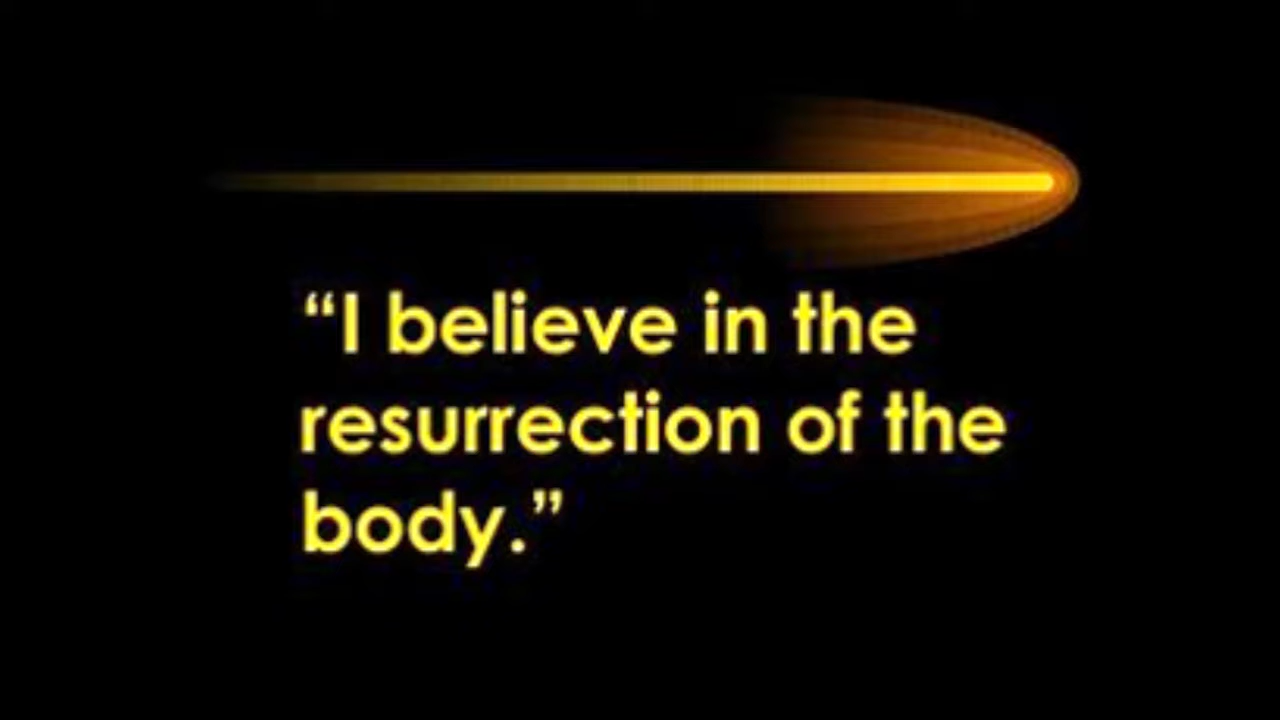 “I believe in the
resurrection of the
body.”